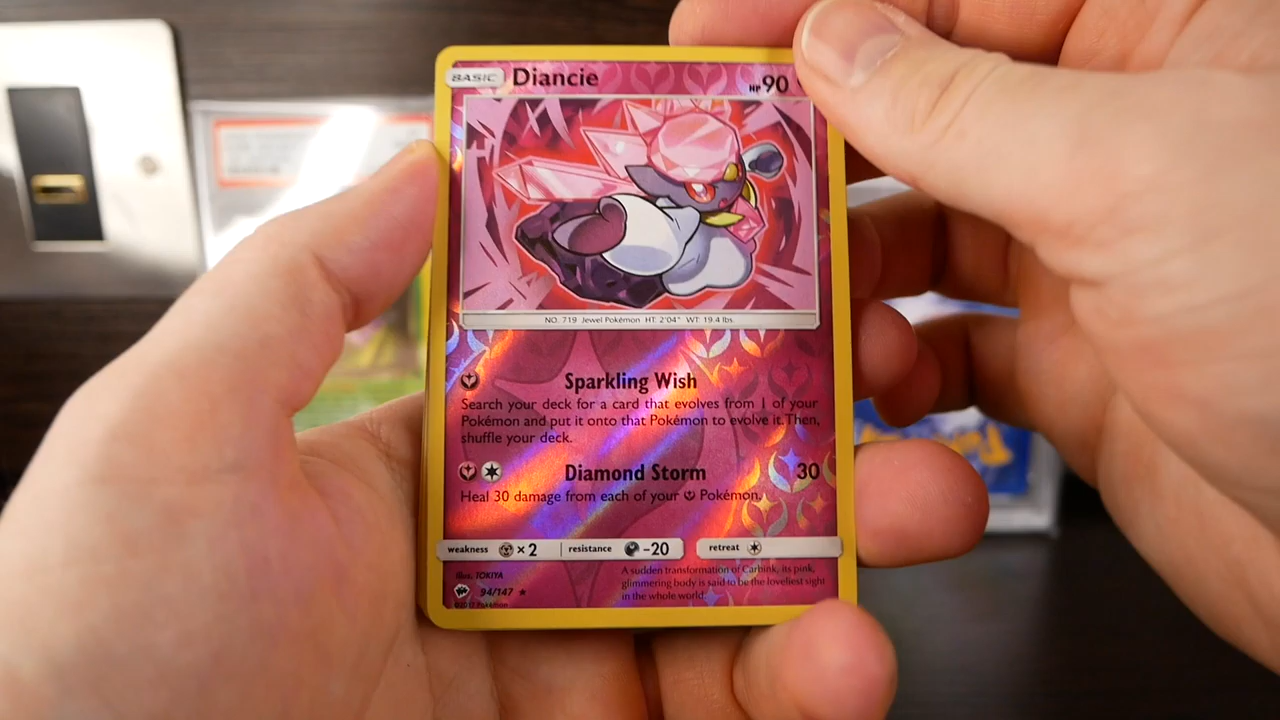 BASIC Diancie HP 90
NO. 719 Jewel Pokémon HT: 2'04" WT: 19.4 lbs.
Sparkling Wish
Search your deck for a card that evolves from 1 of your
Pokémon and put it onto that Pokémon to evolve it. Then,
shuffle your deck.
Diamond Storm 30
Heal 30 damage from each of your Pokémon.
weakness ×2 resistance -20 retreat
Illus. TOKIYA
94/147
©2017 Pokémon
A sudden transformation of Carbink, its pink,
glimmering body is said to be the loveliest sight
in the whole world.